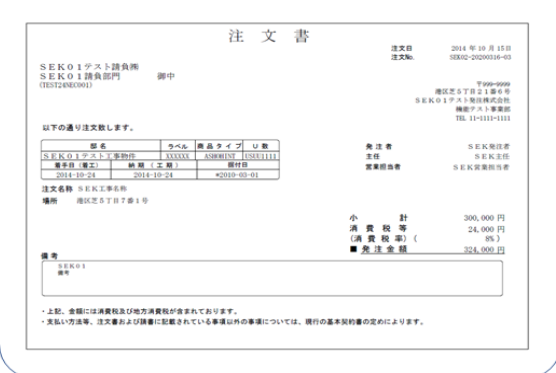 注 文 書
注文日 2014 年 10 月 15日
注文No. SEK02-20200316-03
SEK01テスト請負㈱
SEK01請負部門 御中
(TEST24SEC001)
〒999-9999
港区芝5丁目21番6号
SEK01テスト発注株式会社
機能テスト事業部
TEL 11-1111-1111
以下の通り注文致します。
部 名 ラベル 商 品 タ イ プ U 数
SEK01テスト工事物件 XXXXXX USUU1111
着手日 (着工) 納 期 ( 工 期 ) 据付日
2014-10-24 2014-10-24 *2010-03-01
発 注 者 SEK発注者
主任 SEK主任
営業担当者 SEK営業担当者
注文名称 SEK工事名称
場所 港区芝5丁目7番1号
小 計 300,000 円
消 費 税 等 24,000 円
(消 費 税 率) ( 8% )
■ 発 注 金 額 324,000 円
備 考
SEK01
備考
・上記、金額には消費税及び地方消費税が含まれております。
・支払い方法等、注文書および請書に記載されている事項以外の事項については、現行の基本契約書の定めによります。